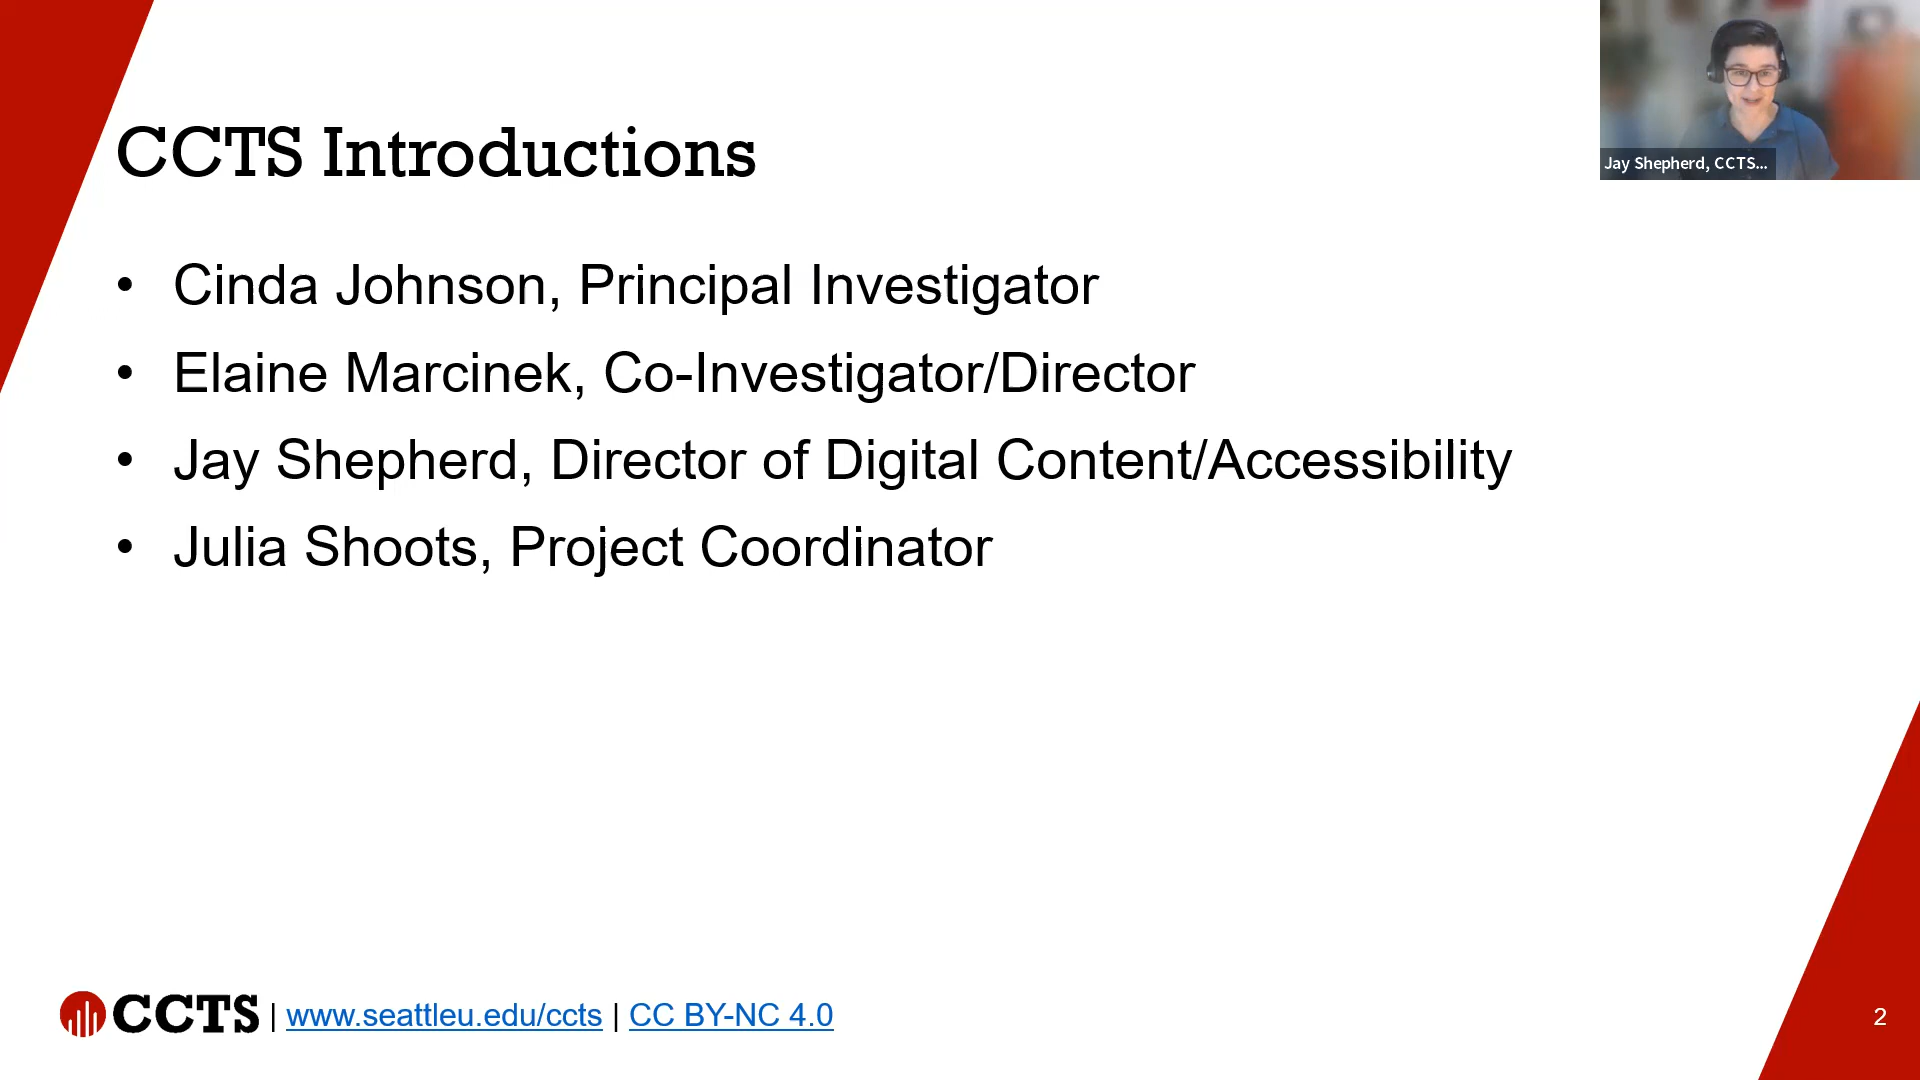 CCTS Introductions
• Cinda Johnson, Principal Investigator
• Elaine Marcinek, Co-Investigator/Director
• Jay Shepherd, Director of Digital Content/Accessibility
• Julia Shoots, Project Coordinator
Jay Shepherd, CCTS...
CCTS | www.seattleu.edu/ccts | CC BY-NC 4.0
2